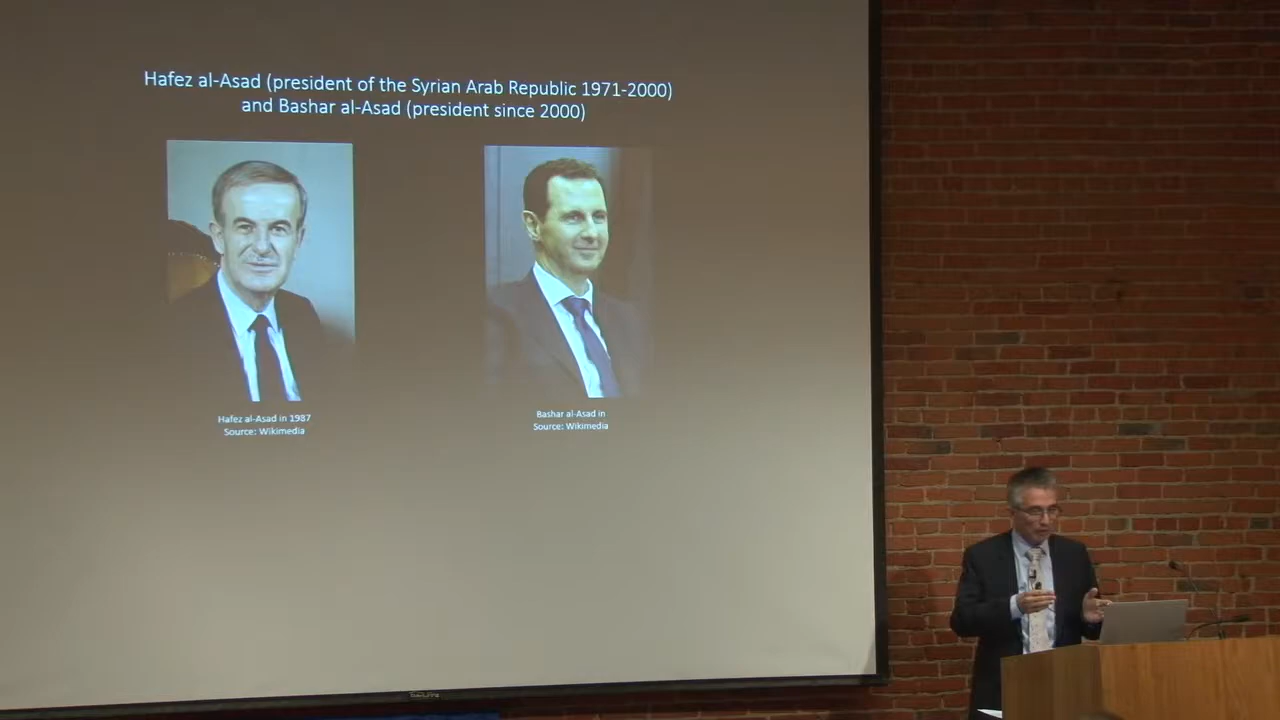 Hafez al-Asad (president of the Syrian Arab Republic 1971-2000)
and Bashar al-Asad (president since 2000)
Hafez al-Asad in 1987
Source: Wikimedia
Bashar al-Asad in
Source: Wikimedia